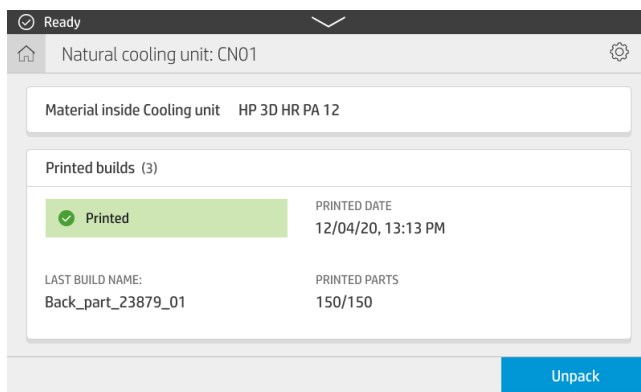 Ready
Natural cooling unit: CN01
Material inside Cooling unit HP 3D HR PA 12
Printed builds (3)
Printed
PRINTED DATE
12/04/20, 13:13 PM
LAST BUILD NAME:
Back_part_23879_01
PRINTED PARTS
150/150
Unpack